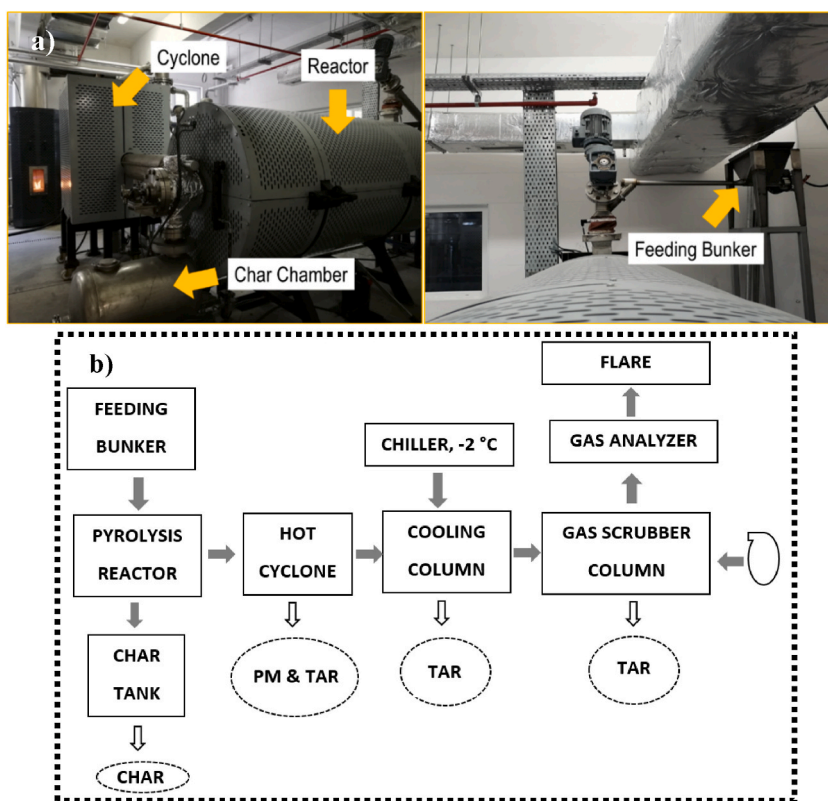 a)
Cyclone
Reactor
Char Chamber
Feeding Bunker
b)
FEEDING
BUNKER
PYROLYSIS
REACTOR
CHAR
TANK
CHAR
HOT
CYCLONE
PM & TAR
CHILLER, -2 °C
COOLING
COLUMN
TAR
FLARE
GAS ANALYZER
GAS SCRUBBER
COLUMN
TAR